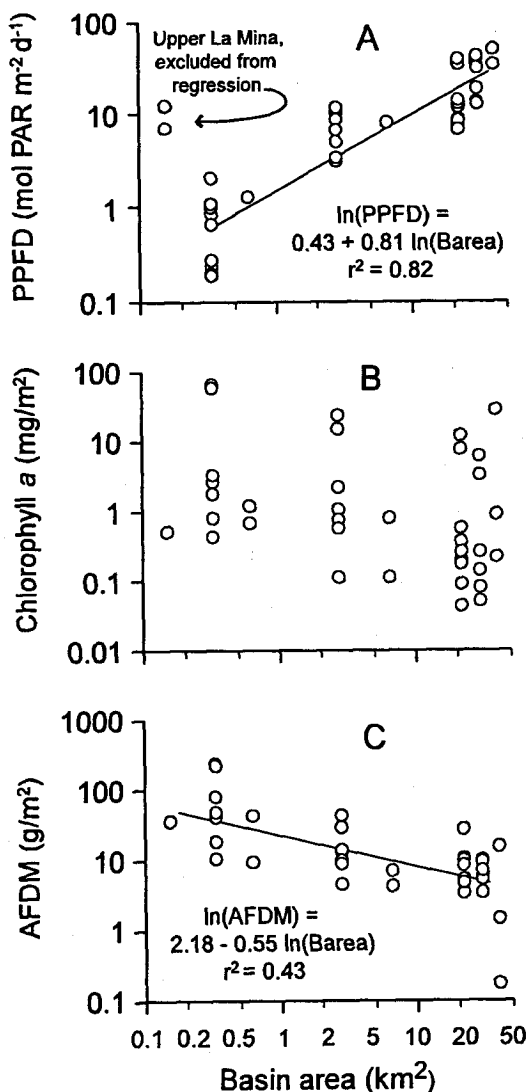 A
Upper La Mina,
excluded from
regression
PPFD (mol PAR m⁻² d⁻¹)
100
10
1
0.1
ln(PPFD) =
0.43 + 0.81 ln(Barea)
r² = 0.82
B
Chlorophyll a (mg/m²)
100
10
1
0.1
0.01
C
AFDM (g/m²)
1000
100
10
1
0.1
ln(AFDM) =
2.18 - 0.55 ln(Barea)
r² = 0.43
0.1 0.2 0.5 1 2 5 10 20 50
Basin area (km²)